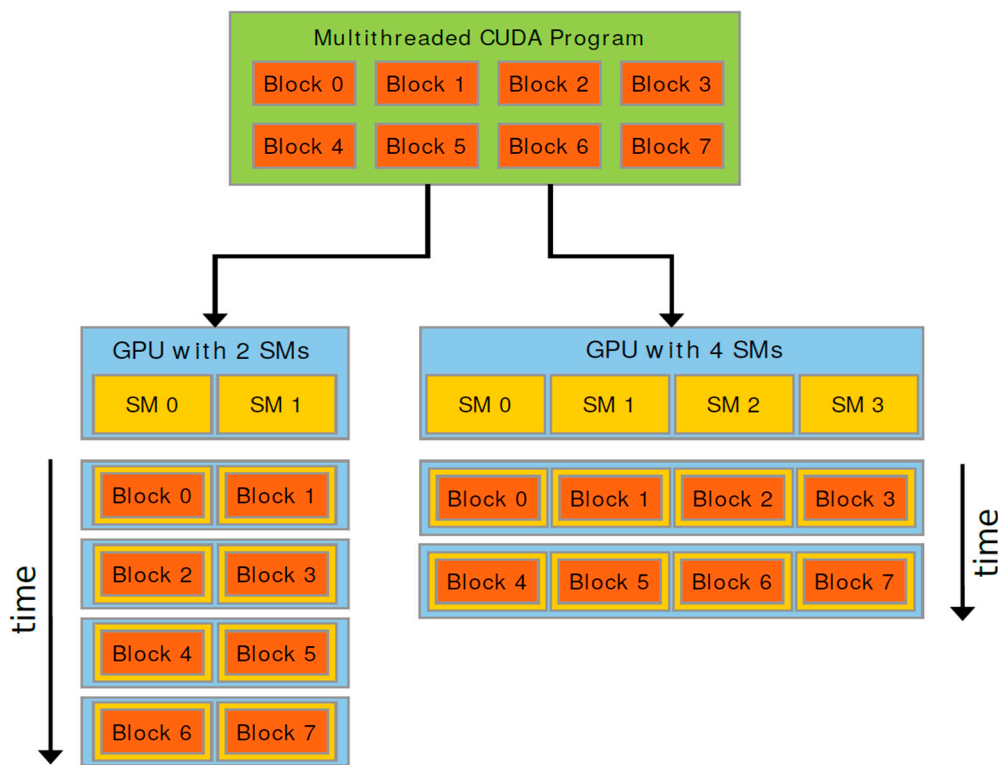 Multithreaded CUDA Program
Block 0 Block 1 Block 2 Block 3
Block 4 Block 5 Block 6 Block 7
GPU with 2 SMs
SM 0 SM 1
Block 0 Block 1
Block 2 Block 3
Block 4 Block 5
Block 6 Block 7
time
GPU with 4 SMs
SM 0 SM 1 SM 2 SM 3
Block 0 Block 1 Block 2 Block 3
Block 4 Block 5 Block 6 Block 7
time